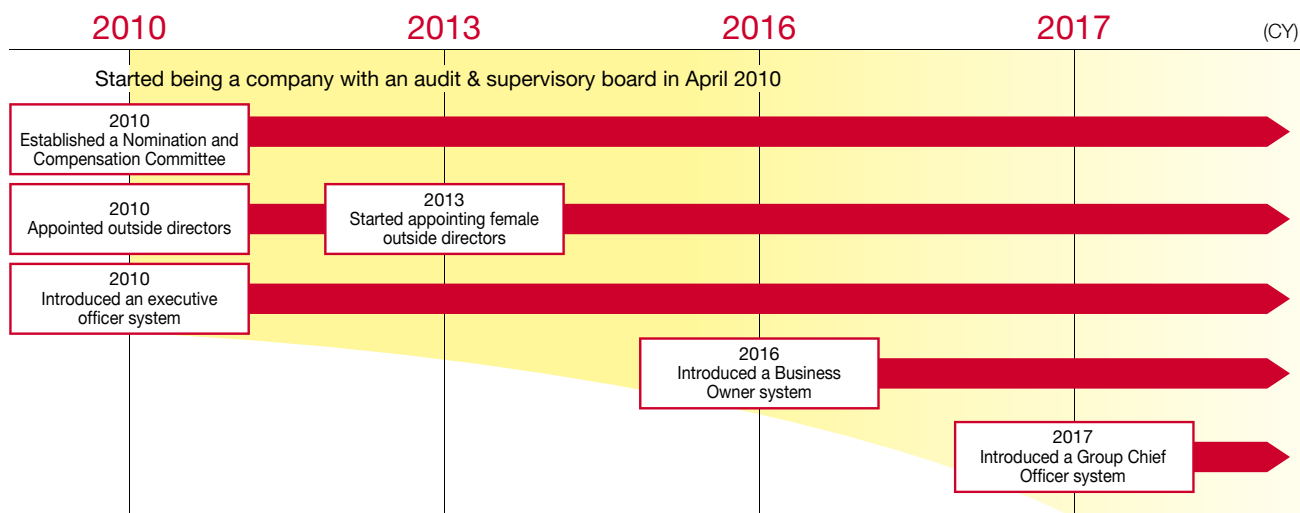 2010 2013 2016 2017 (CY)
Started being a company with an audit & supervisory board in April 2010
2010
Established a Nomination and
Compensation Committee
2010
Appointed outside directors
2013
Started appointing female
outside directors
2010
Introduced an executive
officer system
2016
Introduced a Business
Owner system
2017
Introduced a Group Chief
Officer system